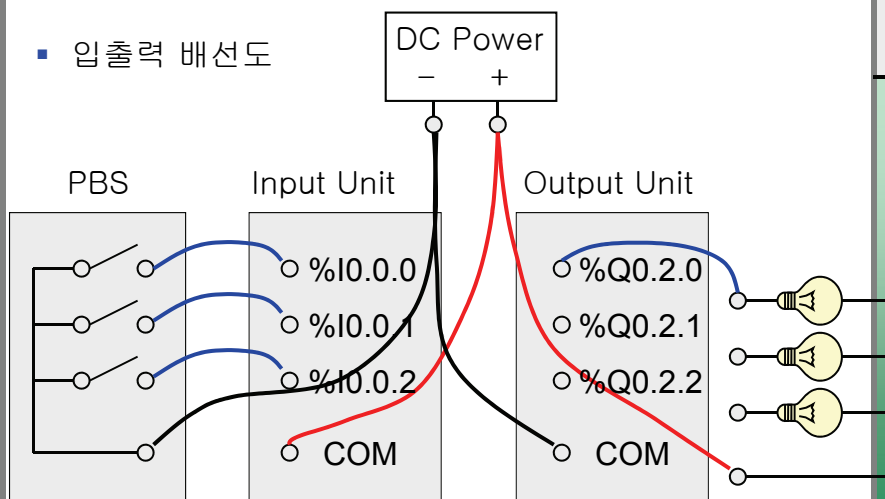 ▪ 입출력 배선도
DC Power
− +
PBS
Input Unit
Output Unit
%I0.0.0
%I0.0.1
%I0.0.2
COM
%Q0.2.0
%Q0.2.1
%Q0.2.2
COM